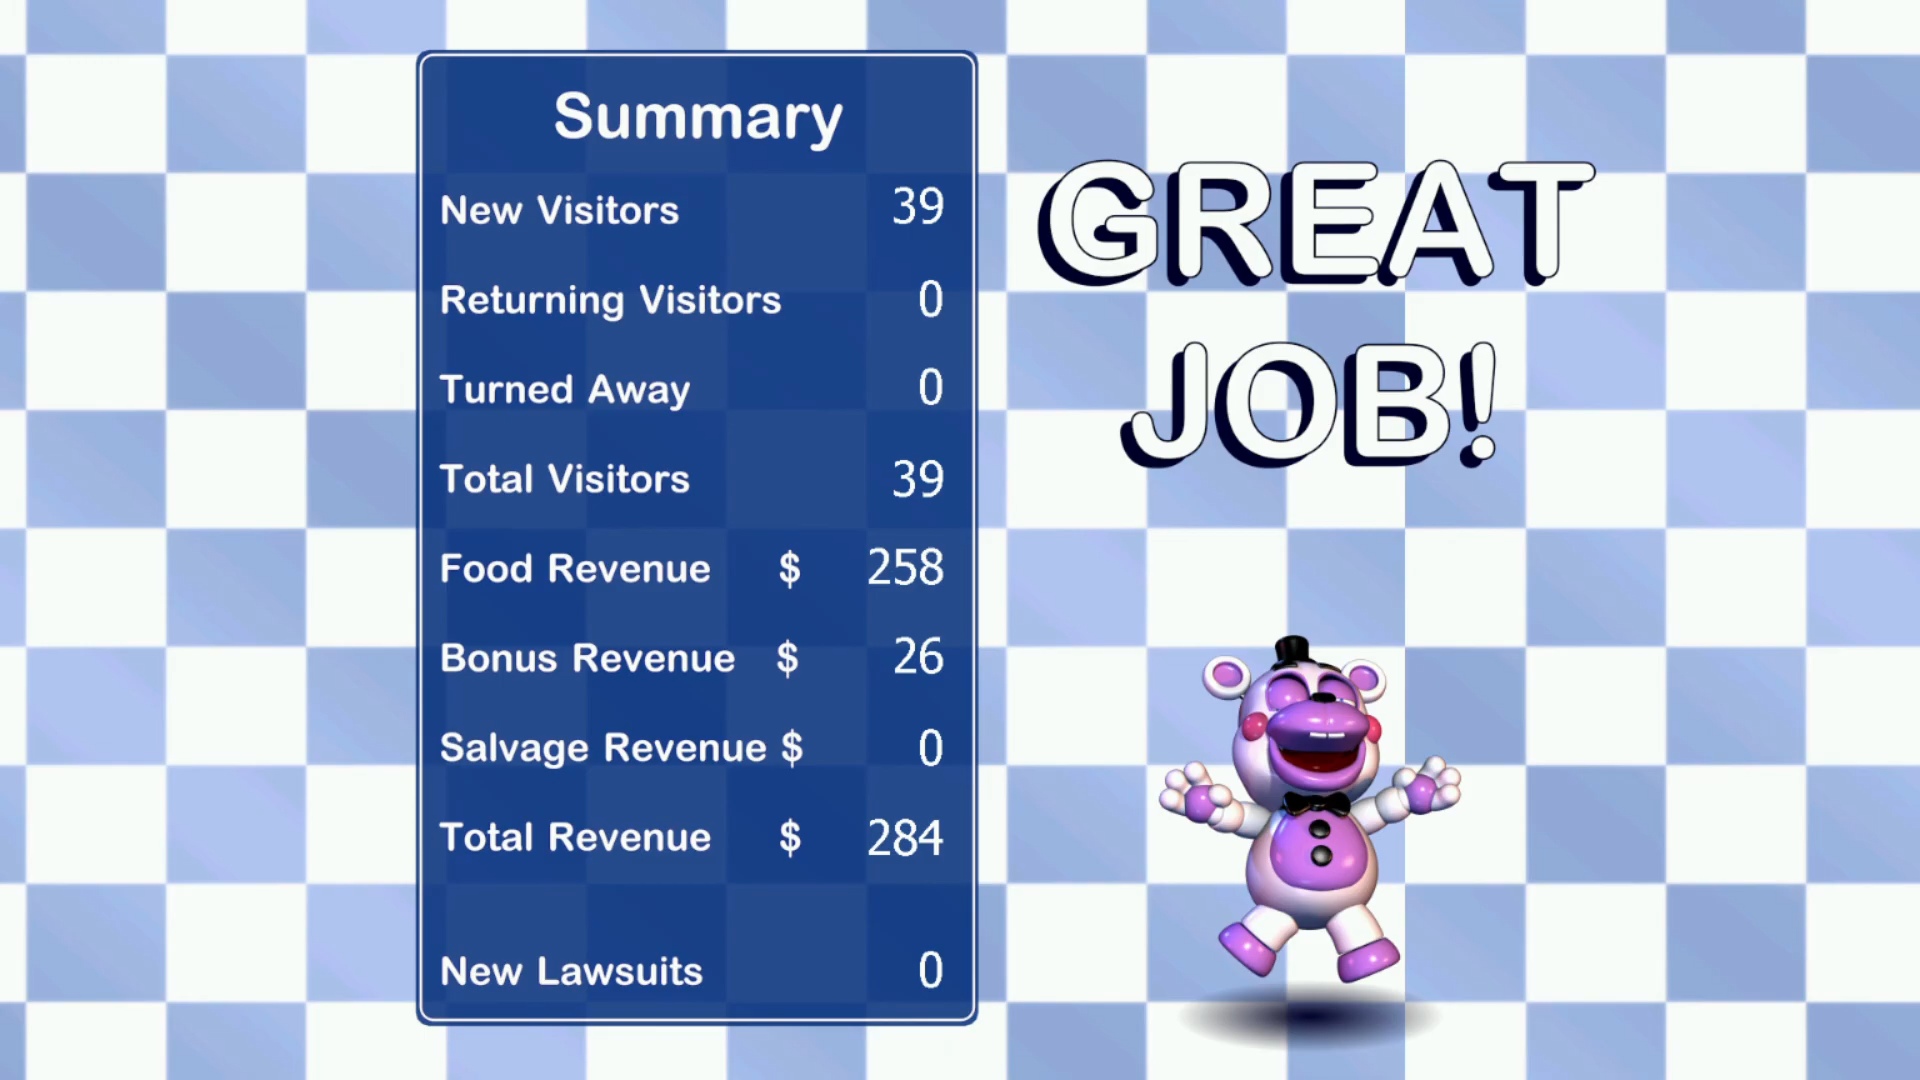 Summary
New Visitors 39
Returning Visitors 0
Turned Away 0
Total Visitors 39
Food Revenue $ 258
Bonus Revenue $ 26
Salvage Revenue $ 0
Total Revenue $ 284
New Lawsuits 0
GREAT
JOB!